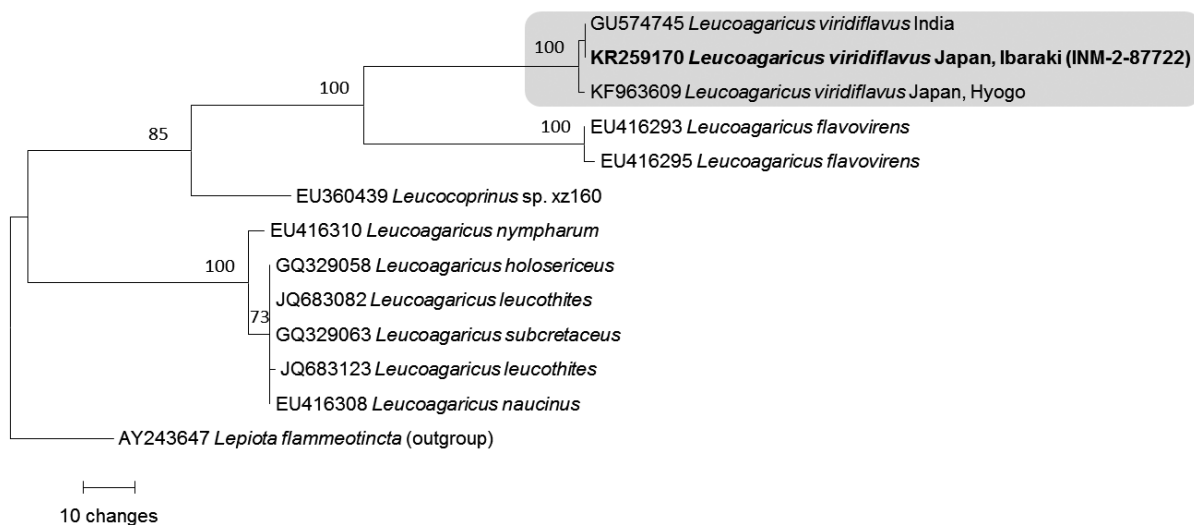 GU574745 Leucoagaricus viridiflavus India
100
KR259170 Leucoagaricus viridiflavus Japan, Ibaraki (INM-2-87722)
100
KF963609 Leucoagaricus viridiflavus Japan, Hyogo
85
100
EU416293 Leucoagaricus flavovirens
EU416295 Leucoagaricus flavovirens
EU360439 Leucocoprinus sp. xz160
EU416310 Leucoagaricus nympharum
100
GQ329058 Leucoagaricus holosericeus
JQ683082 Leucoagaricus leucothites
73
GQ329063 Leucoagaricus subcretaceus
JQ683123 Leucoagaricus leucothites
EU416308 Leucoagaricus naucinus
AY243647 Lepiota flammeotincta (outgroup)
10 changes